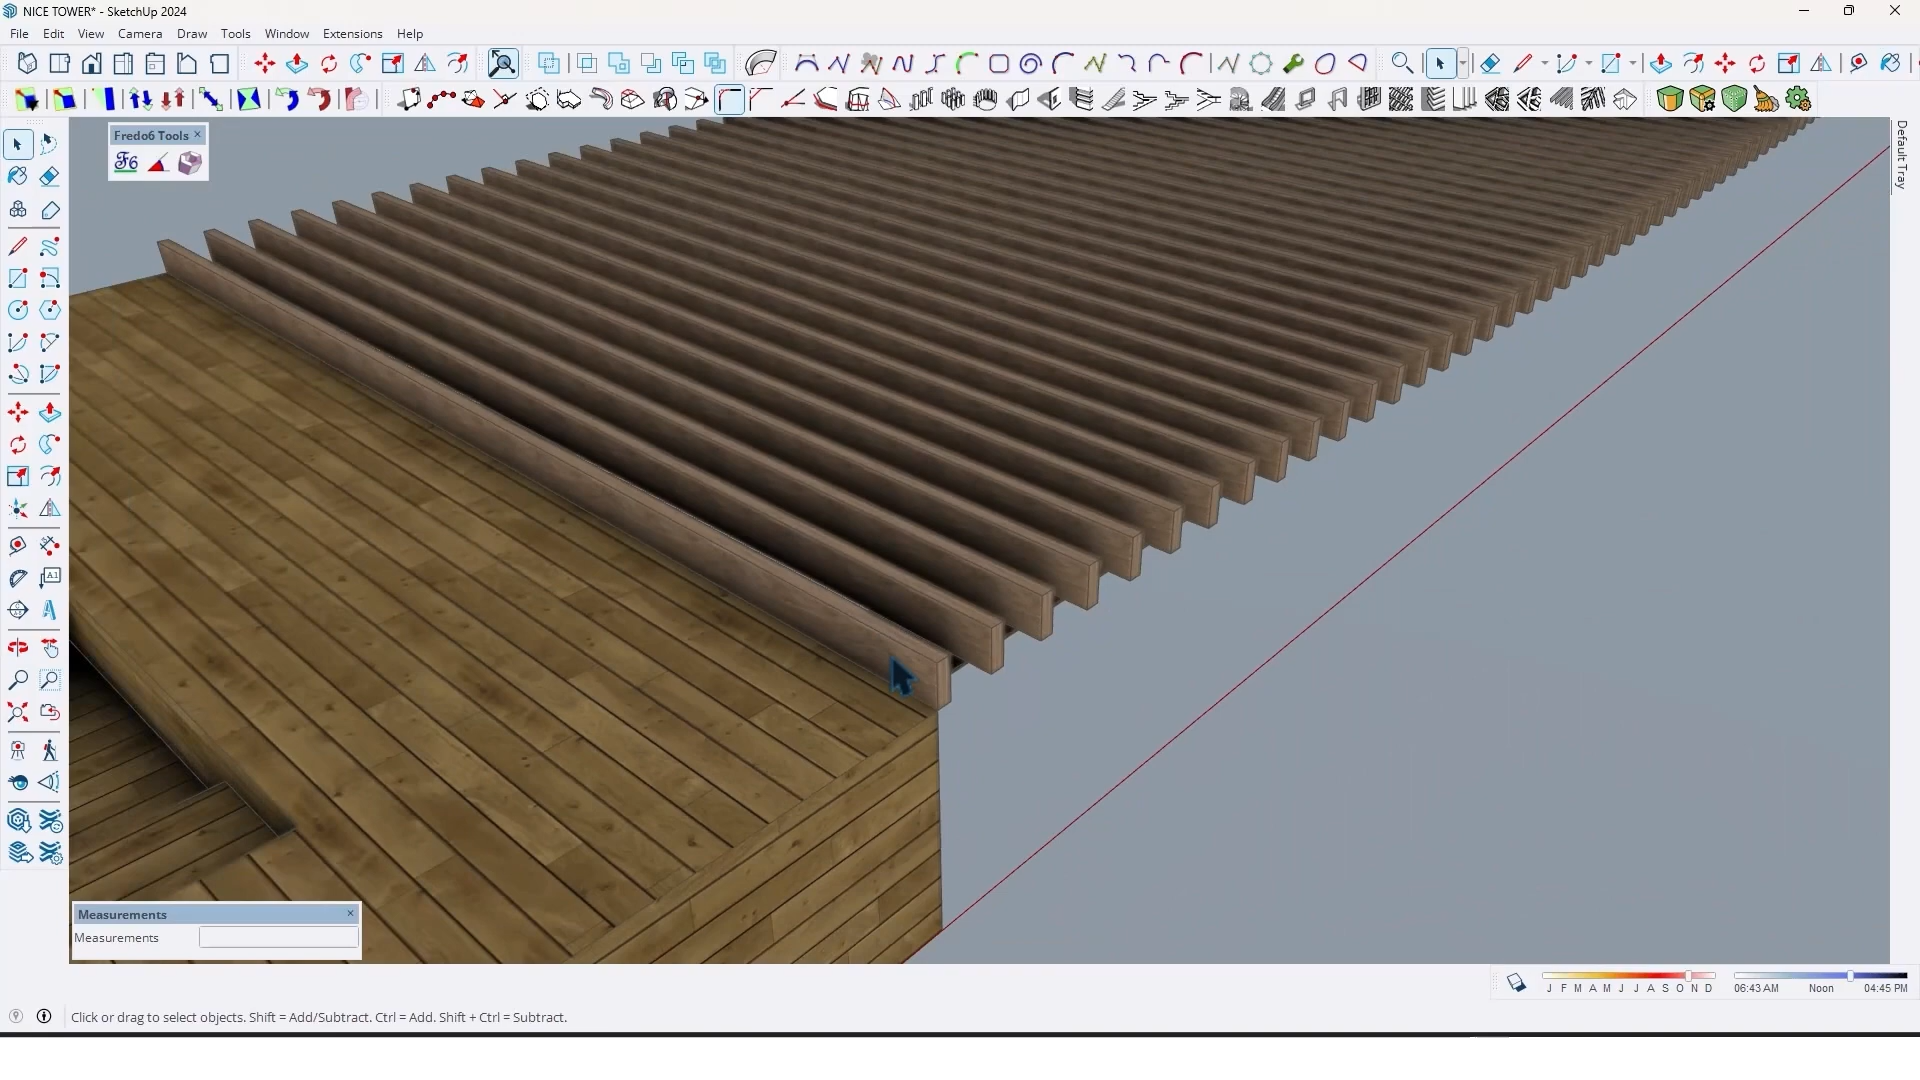 NICE TOWER* - SketchUp 2024
File Edit View Camera Draw Tools Window Extensions Help
Fredo6 Tools
F6
Default Tray
A1
A
Measurements
Measurements
J F M A M J J A S O N D
06:43 AM Noon 04:45 PM
Click or drag to select objects. Shift = Add/Subtract. Ctrl = Add. Shift + Ctrl = Subtract.